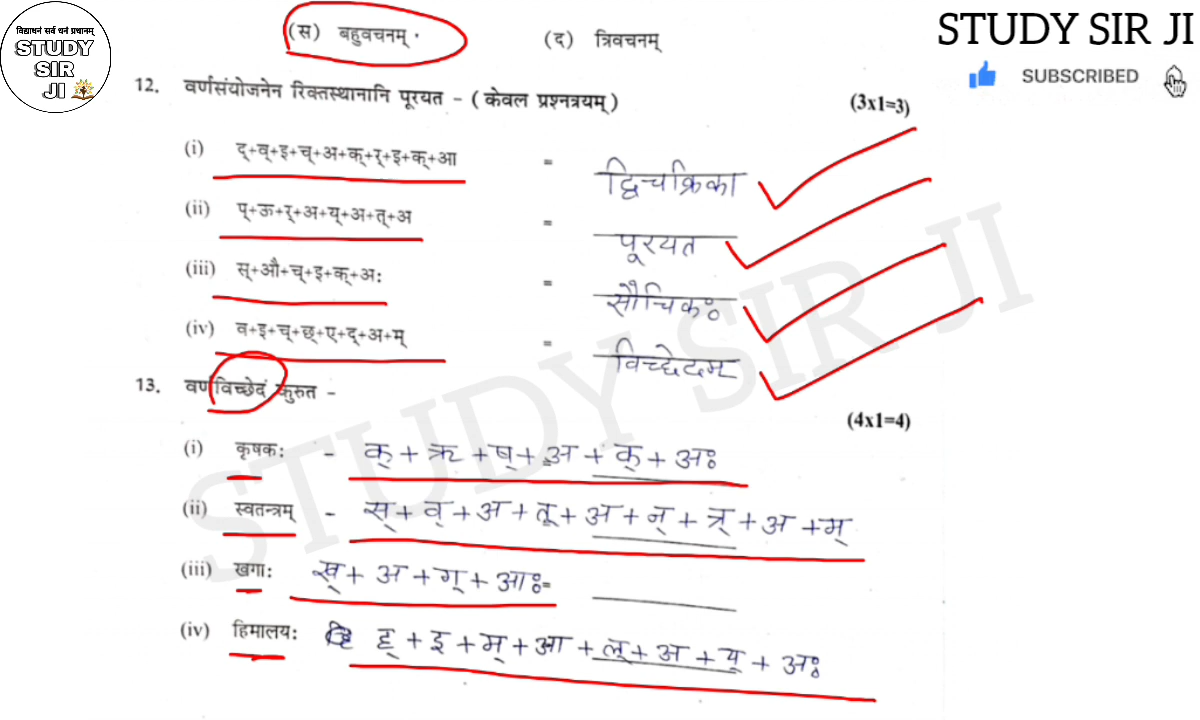 विद्याधनं सर्व धनं प्रधानम्
STUDY
SIR
JI
STUDY SIR JI
SUBSCRIBED
(स) बहुवचनम् (द) त्रिवचनम्
12. वर्णसंयोजनेन रिक्तस्थानानि पूरयत - (केवल प्रश्नत्रयम्) (3x1=3)
(i) द्+व्+इ+च्+अ+क्+र्+इ+क्+आ = द्विचक्रिका
(ii) प्+ऊ+र्+अ+य्+अ+त्+अ = पूरयत
(iii) स्+औ+च्+इ+क्+अः = सौचिकः
(iv) व+इ+च्+छ्+ए+द्+अ+म् = विच्छेदम्
13. वर्णविच्छेदं कुरुत - (4x1=4)
(i) कृषकः - क् + ऋ + ष् + अ + क् + अः
(ii) स्वतन्त्रम् - स् + व् + अ + त् + अ + न् + त्र् + अ + म्
(iii) खगाः ख् + अ + ग् + आः =
(iv) हिमालयः ह् + इ + म् + आ + ल् + अ + य् + अः
STUDY SIR JI